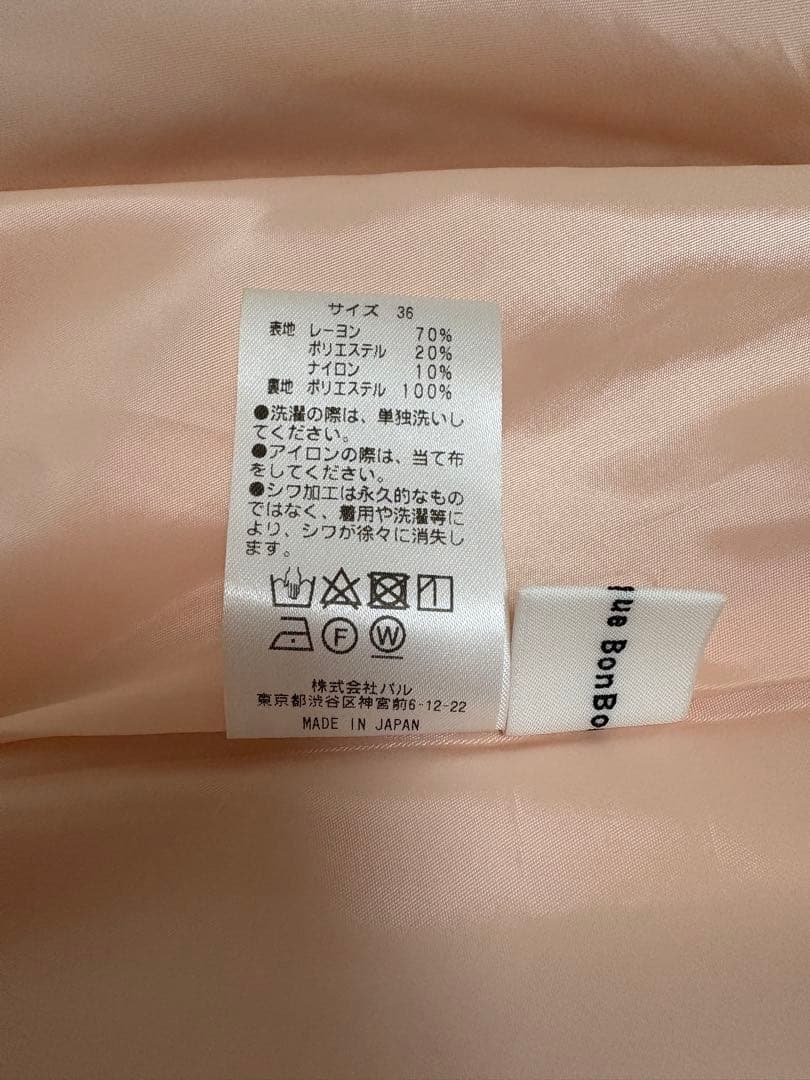 サイズ 36
表地 レーヨン 70%
ポリエステル 20%
ナイロン 10%
裏地 ポリエステル 100%
●洗濯の際は、単独洗いし
てください。
●アイロンの際は、当て布
をしてください。
●シワ加工は永久的なもの
ではなく、着用や洗濯等に
より、シワが徐々に消失し
ます。
F W
株式会社パル
東京都渋谷区神宮前6-12-22
MADE IN JAPAN
que BonBo